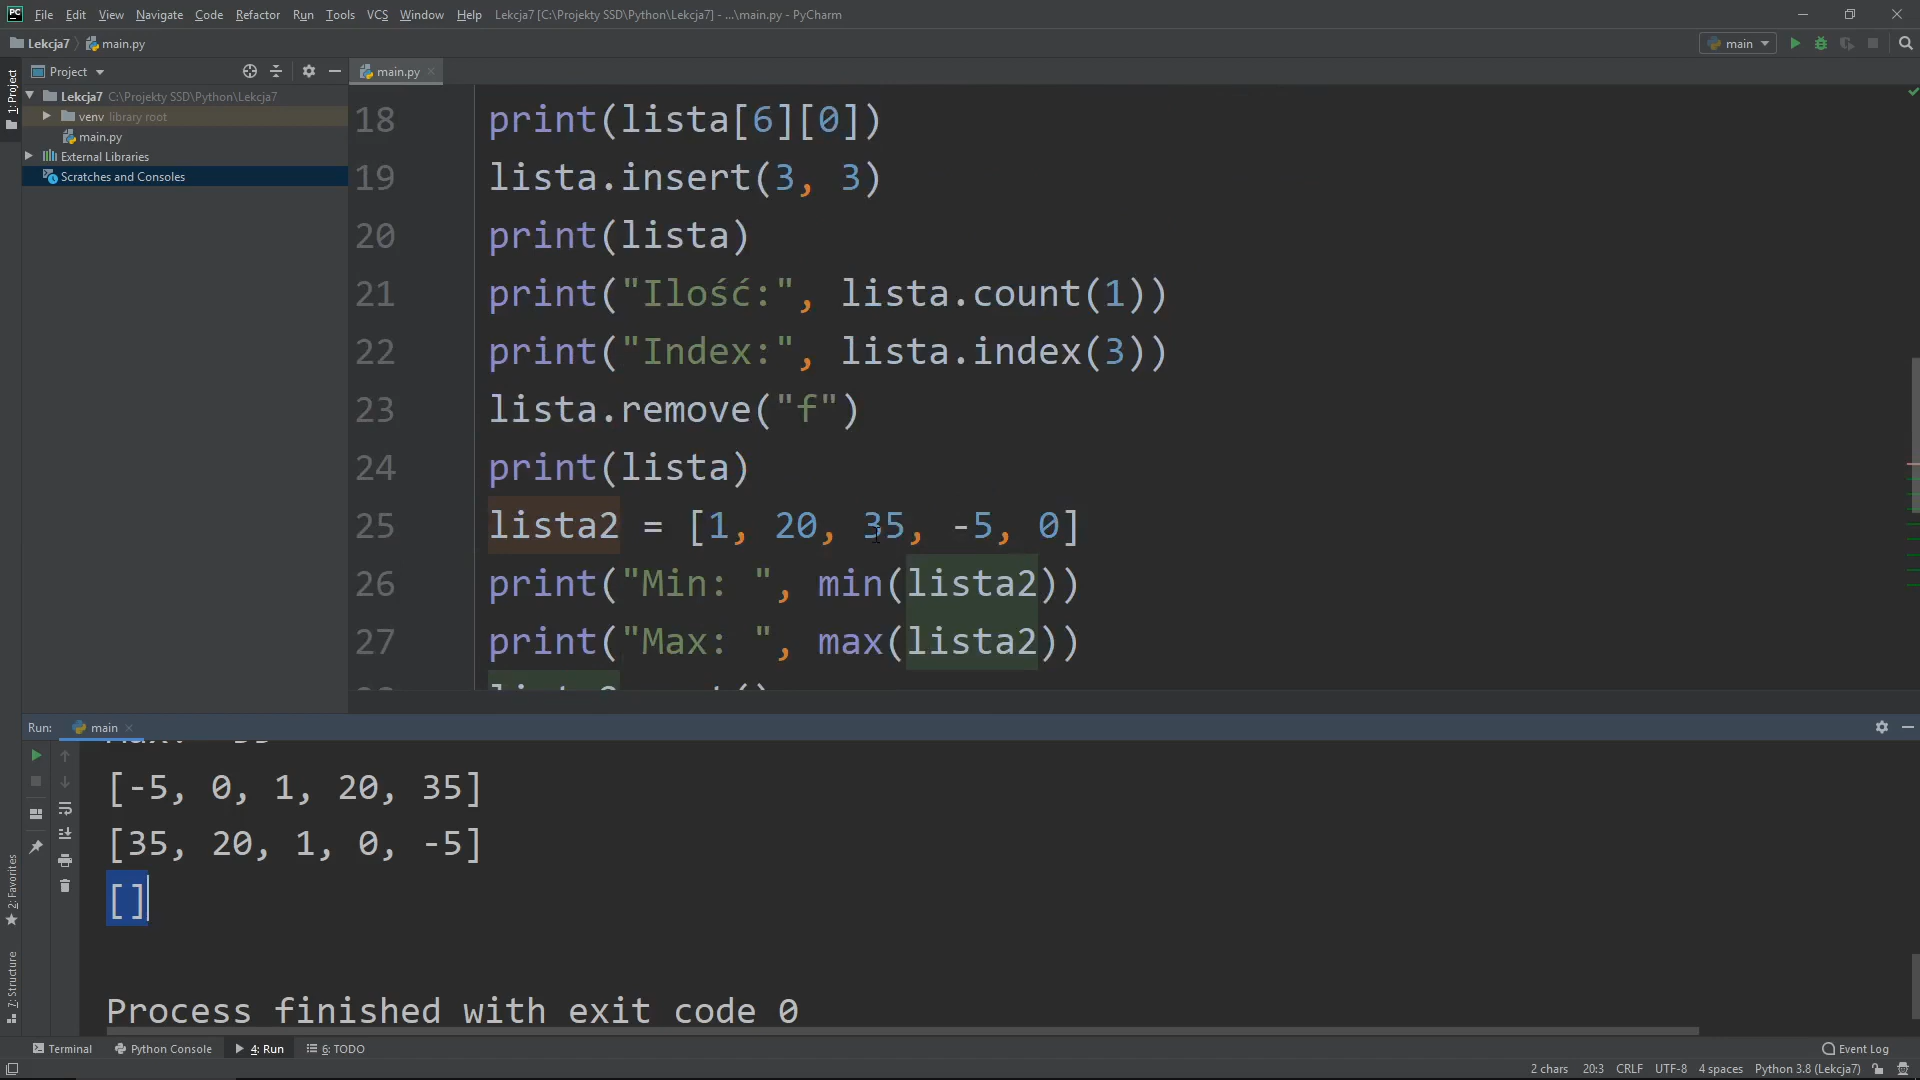 File Edit View Navigate Code Refactor Run Tools VCS Window Help Lekcja7 [C:\Projekty SSD\Python\Lekcja7] - ...\main.py - PyCharm
Lekcja7 main.py main
Project main.py
Lekcja7 C:\Projekty SSD\Python\Lekcja7
venv library root
main.py
External Libraries
Scratches and Consoles
1: Project
18 print(lista[6][0])
19 lista.insert(3, 3)
20 print(lista)
21 print("Ilość:", lista.count(1))
22 print("Index:", lista.index(3))
23 lista.remove("f")
24 print(lista)
25 lista2 = [1, 20, 35, -5, 0]
26 print("Min: ", min(lista2))
27 print("Max: ", max(lista2))
Run: main
[-5, 0, 1, 20, 35]
[35, 20, 1, 0, -5]
[]
Process finished with exit code 0
2: Favorites
7: Structure
Terminal Python Console 4: Run 6: TODO Event Log
2 chars 20:3 CRLF UTF-8 4 spaces Python 3.8 (Lekcja7)